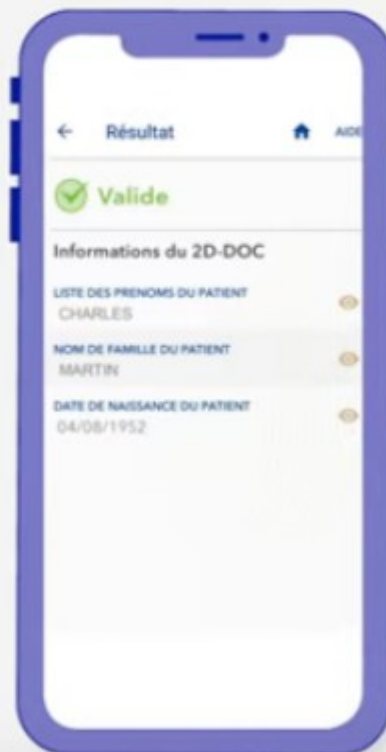 Résultat AIDE
Valide
Informations du 2D-DOC
LISTE DES PRENOMS DU PATIENT
CHARLES
NOM DE FAMILLE DU PATIENT
MARTIN
DATE DE NAISSANCE DU PATIENT
04/08/1952